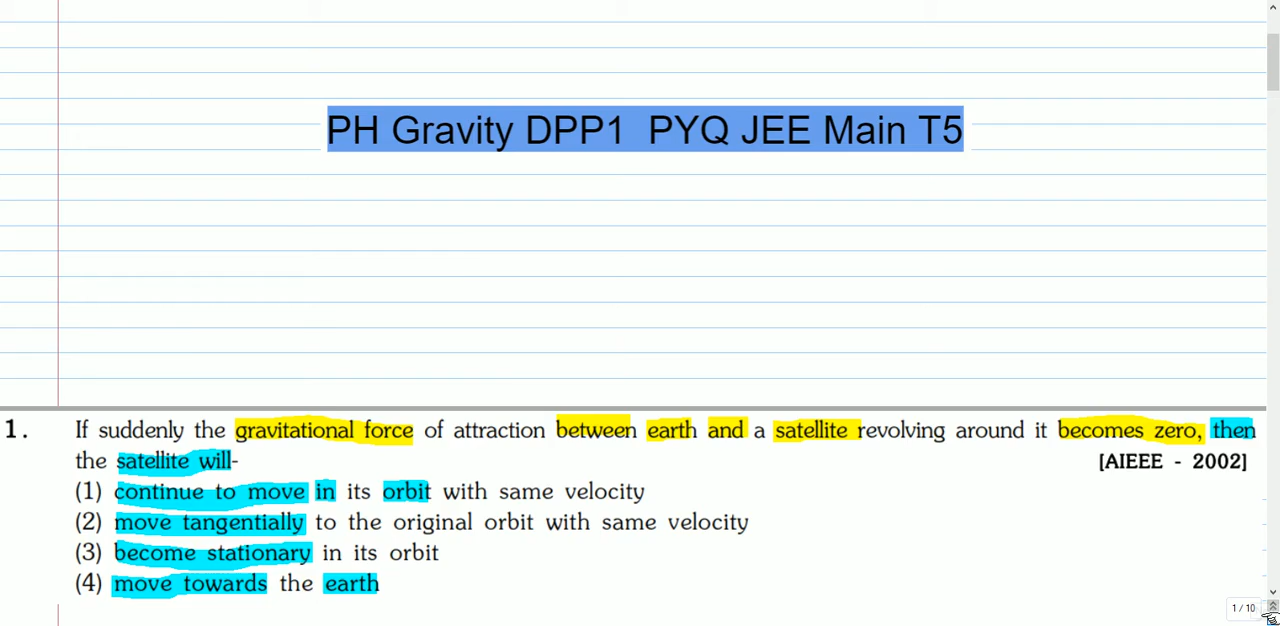 PH Gravity DPP1 PYQ JEE Main T5
1. If suddenly the gravitational force of attraction between earth and a satellite revolving around it becomes zero, then
the satellite will- [AIEEE - 2002]
(1) continue to move in its orbit with same velocity
(2) move tangentially to the original orbit with same velocity
(3) become stationary in its orbit
(4) move towards the earth
1 / 10